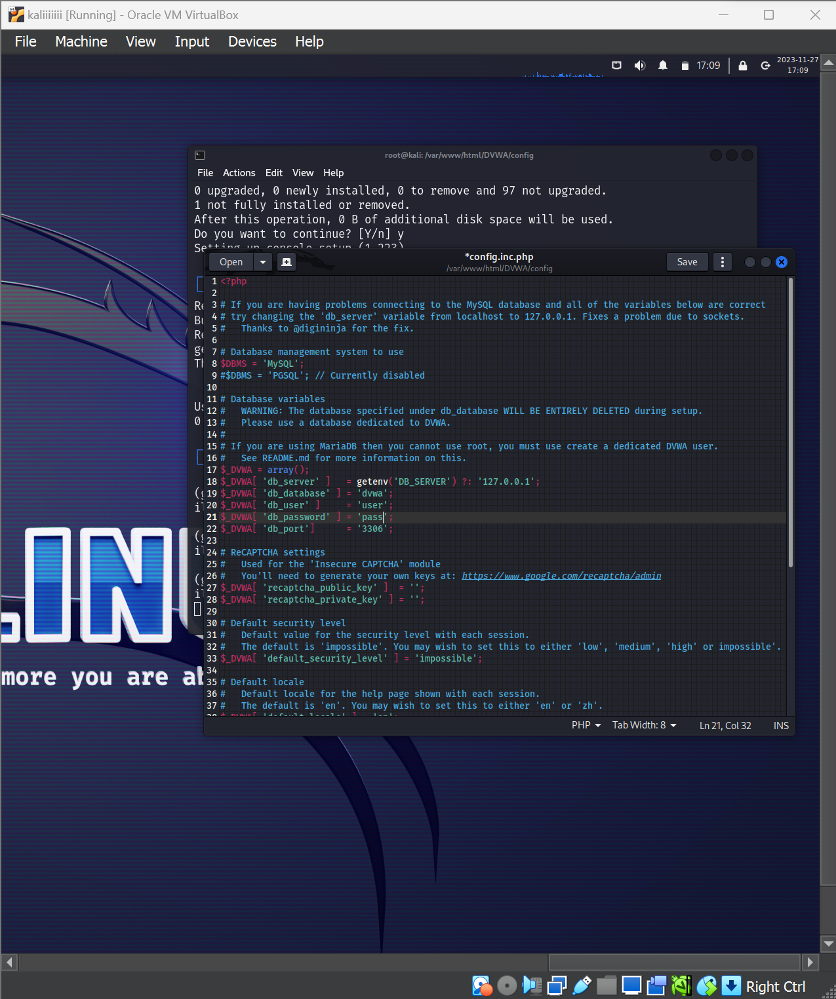 kaliiiiiii [Running] - Oracle VM VirtualBox
File Machine View Input Devices Help
17:09
2023-11-27
17:09
root@kali: /var/www/html/DVWA/config
File Actions Edit View Help
0 upgraded, 0 newly installed, 0 to remove and 97 not upgraded.
1 not fully installed or removed.
After this operation, 0 B of additional disk space will be used.
Do you want to continue? [Y/n] y
Setting up console-setup (1.223)
Open
*config.inc.php
/var/www/html/DVWA/config
Save
1 <?php
2
3 # If you are having problems connecting to the MySQL database and all of the variables below are correct
4 # try changing the 'db_server' variable from localhost to 127.0.0.1. Fixes a problem due to sockets.
5 #   Thanks to @digininja for the fix.
6
7 # Database management system to use
8 $DBMS = 'MySQL';
9 #$DBMS = 'PGSQL'; // Currently disabled
10
11 # Database variables
12 #   WARNING: The database specified under db_database WILL BE ENTIRELY DELETED during setup.
13 #   Please use a database dedicated to DVWA.
14 #
15 # If you are using MariaDB then you cannot use root, you must use create a dedicated DVWA user.
16 #   See README.md for more information on this.
17 $_DVWA = array();
18 $_DVWA[ 'db_server' ]   = getenv('DB_SERVER') ?: '127.0.0.1';
19 $_DVWA[ 'db_database' ] = 'dvwa';
20 $_DVWA[ 'db_user' ]     = 'user';
21 $_DVWA[ 'db_password' ] = 'pass';
22 $_DVWA[ 'db_port']      = '3306';
23
24 # ReCAPTCHA settings
25 #   Used for the 'Insecure CAPTCHA' module
26 #   You'll need to generate your own keys at: https://www.google.com/recaptcha/admin
27 $_DVWA[ 'recaptcha_public_key' ]  = '';
28 $_DVWA[ 'recaptcha_private_key' ] = '';
29
30 # Default security level
31 #   Default value for the security level with each session.
32 #   The default is 'impossible'. You may wish to set this to either 'low', 'medium', 'high' or impossible'.
33 $_DVWA[ 'default_security_level' ] = 'impossible';
34
35 # Default locale
36 #   Default locale for the help page shown with each session.
37 #   The default is 'en'. You may wish to set this to either 'en' or 'zh'.
38 $_DVWA[ 'default_locale' ] = 'en';
PHP Tab Width: 8 Ln 21, Col 32 INS
more you are ab
Right Ctrl